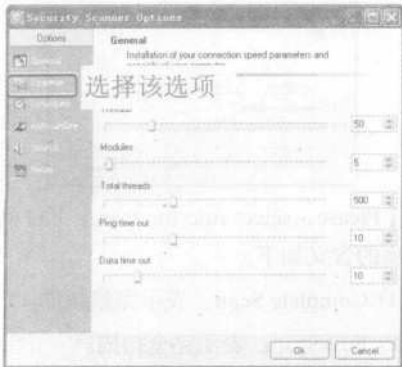 Security Scanner Options
Options
General
Installation of your connection speed parameters and
General
选择该选项
50
Modules
5
Total threads
500
Ping time out
10
Data time out
10
Ok
Cancel